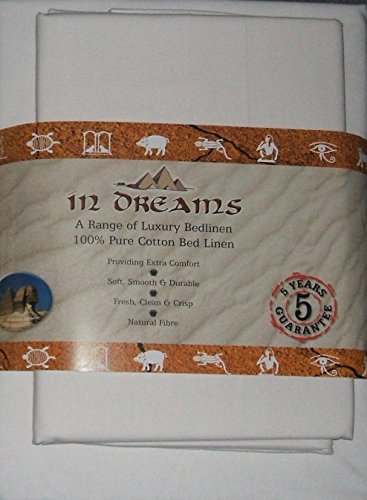 IN DREAMS
A Range of Luxury Bedlinen
100% Pure Cotton Bed Linen
Providing Extra Comfort
Soft, Smooth & Durable
Fresh, Clean & Crisp
Natural Fibre
5 YEARS
5
GUARANTEE